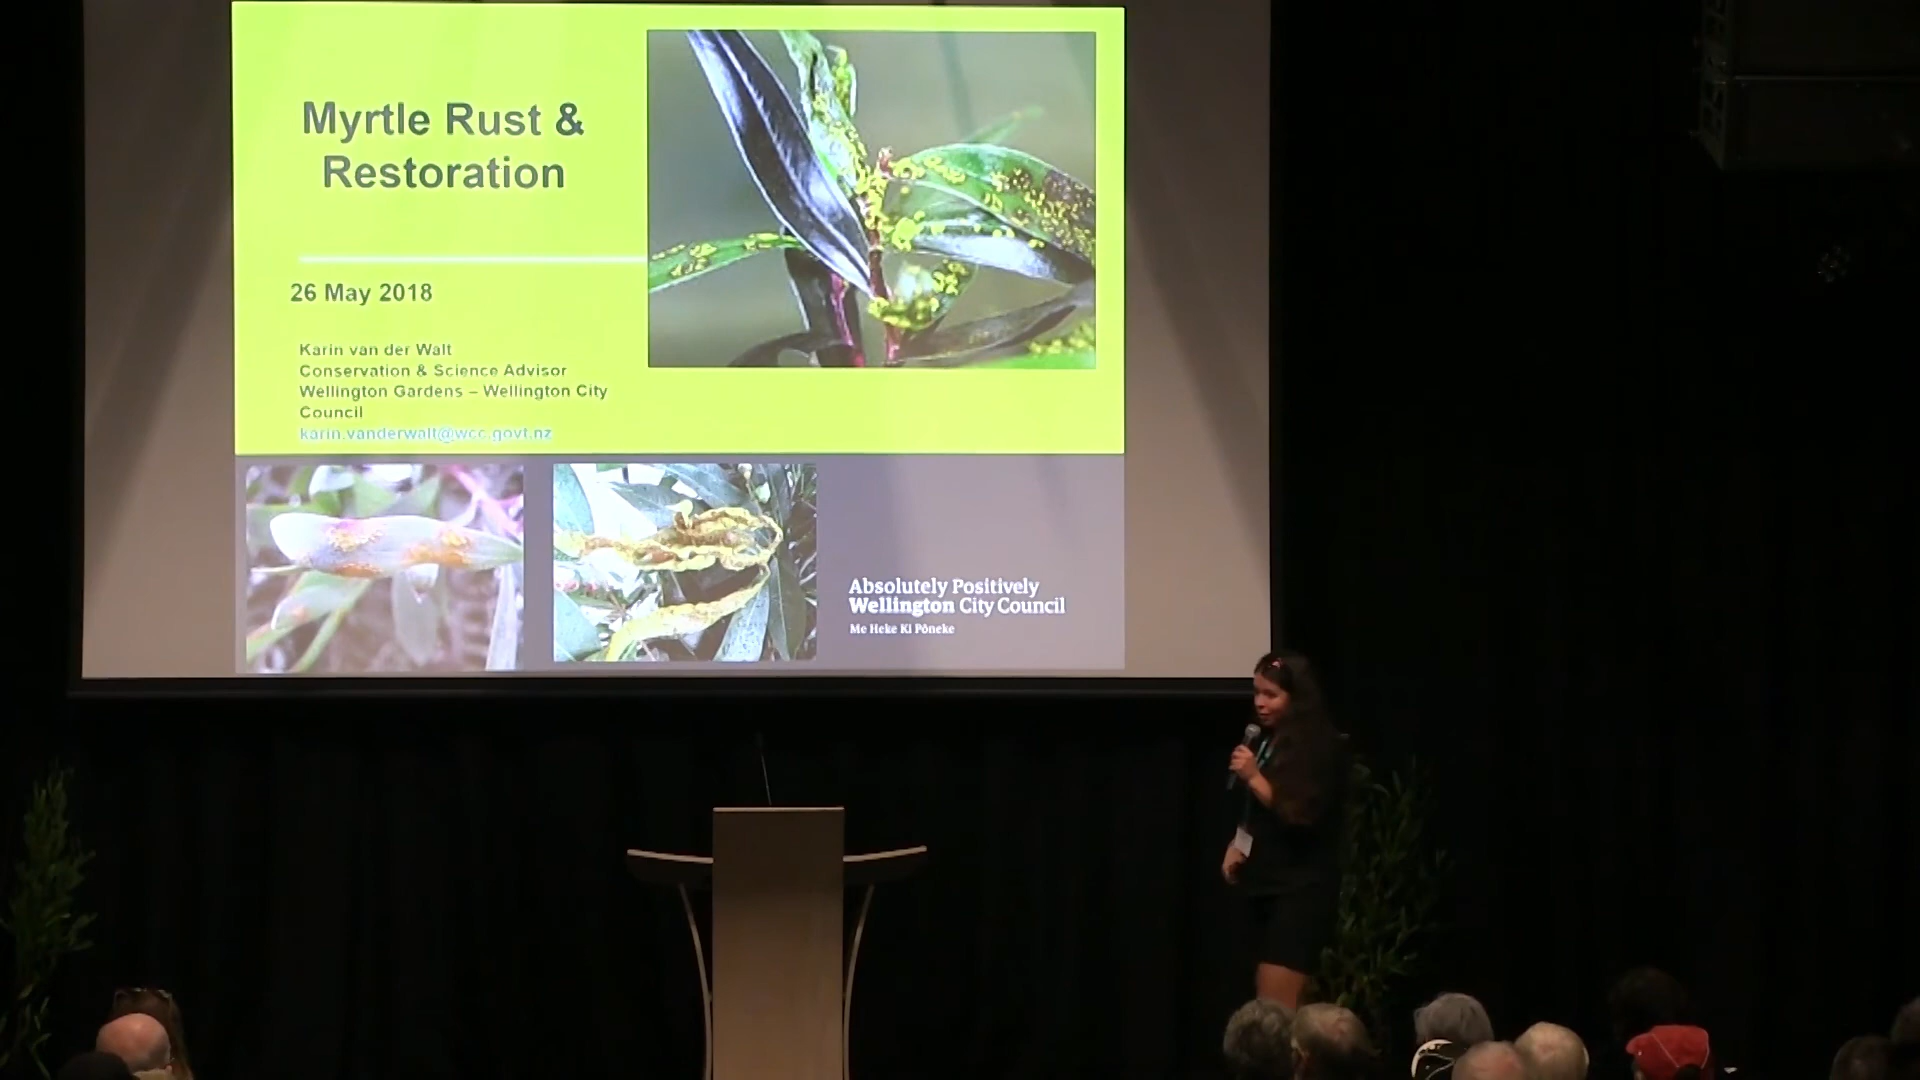 Myrtle Rust &
Restoration
26 May 2018
Karin van der Walt
Conservation & Science Advisor
Wellington Gardens – Wellington City
Council
karin.vanderwalt@wcc.govt.nz
Absolutely Positively
Wellington City Council
Me Heke Ki Pōneke